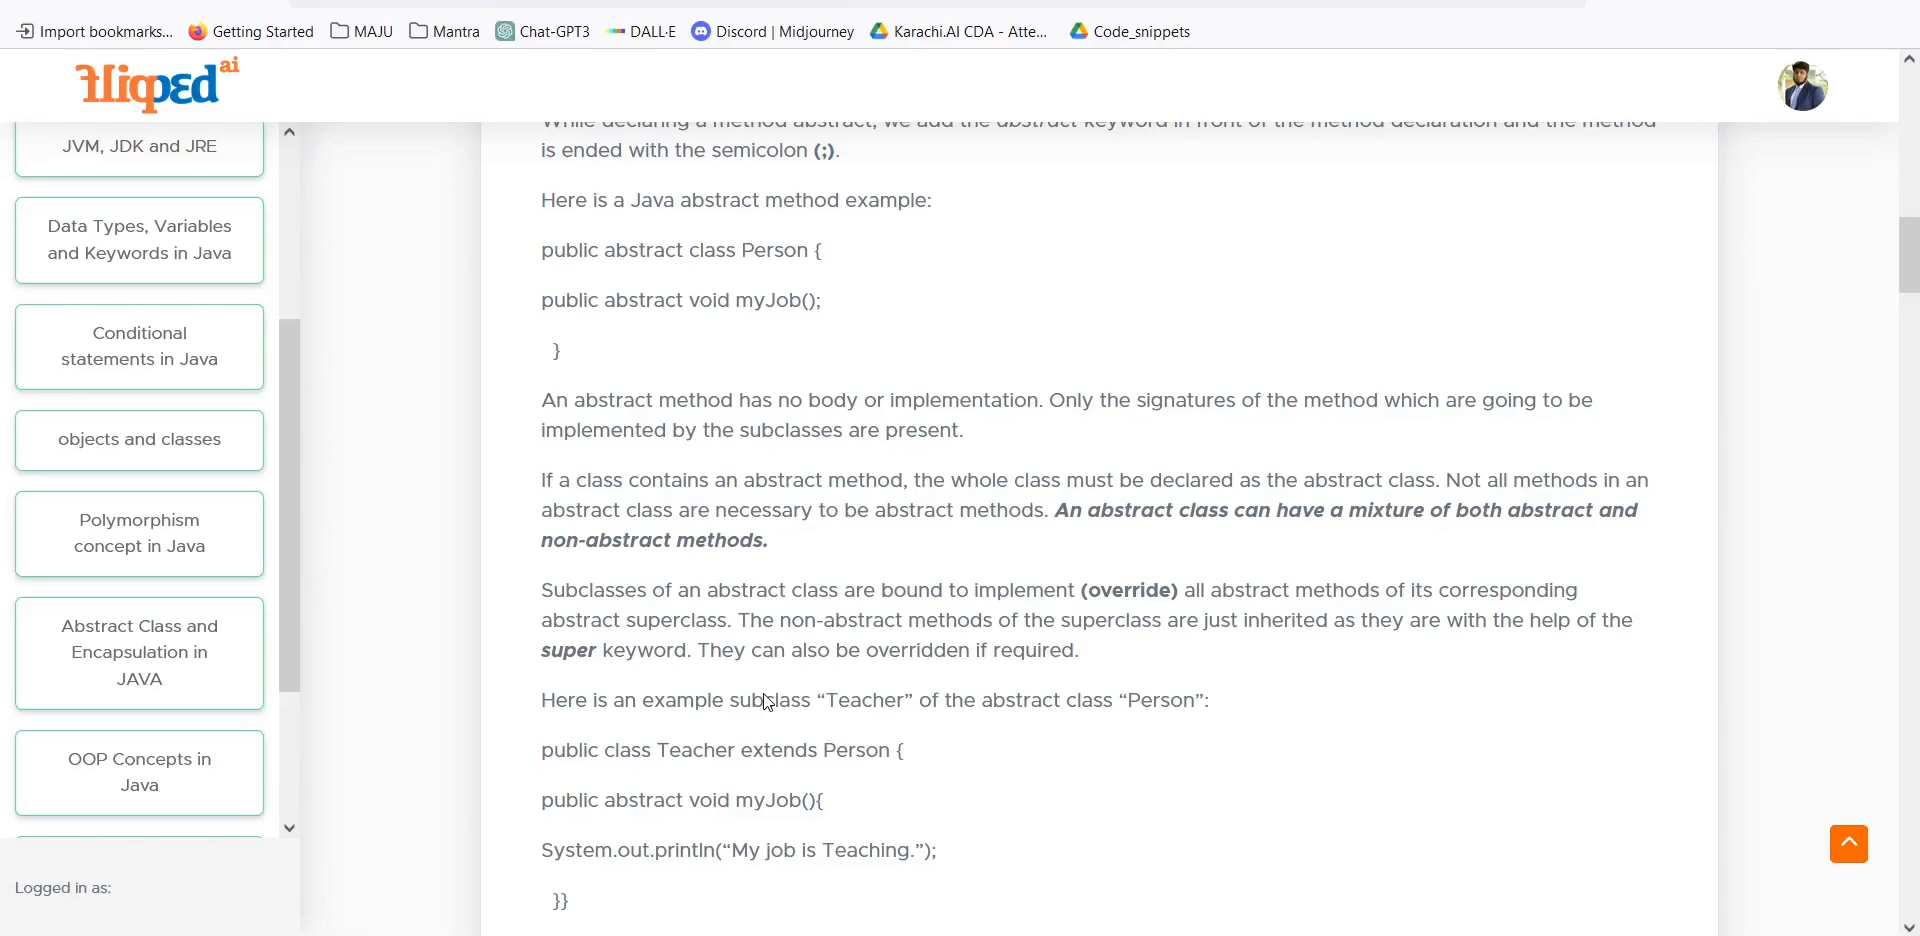 Import bookmarks... Getting Started MAJU Mantra Chat-GPT3 DALL·E Discord | Midjourney Karachi.AI CDA - Atte... Code_snippets
fliqped ai
JVM, JDK and JRE
Data Types, Variables
and Keywords in Java
Conditional
statements in Java
objects and classes
Polymorphism
concept in Java
Abstract Class and
Encapsulation in
JAVA
OOP Concepts in
Java
Logged in as:
While declaring a method abstract, we add the abstract keyword in front of the method declaration and the method
is ended with the semicolon (;).
Here is a Java abstract method example:
public abstract class Person {
public abstract void myJob();
}
An abstract method has no body or implementation. Only the signatures of the method which are going to be
implemented by the subclasses are present.
If a class contains an abstract method, the whole class must be declared as the abstract class. Not all methods in an
abstract class are necessary to be abstract methods. An abstract class can have a mixture of both abstract and
non-abstract methods.
Subclasses of an abstract class are bound to implement (override) all abstract methods of its corresponding
abstract superclass. The non-abstract methods of the superclass are just inherited as they are with the help of the
super keyword. They can also be overridden if required.
Here is an example subclass “Teacher” of the abstract class “Person”:
public class Teacher extends Person {
public abstract void myJob(){
System.out.println(“My job is Teaching.”);
}}